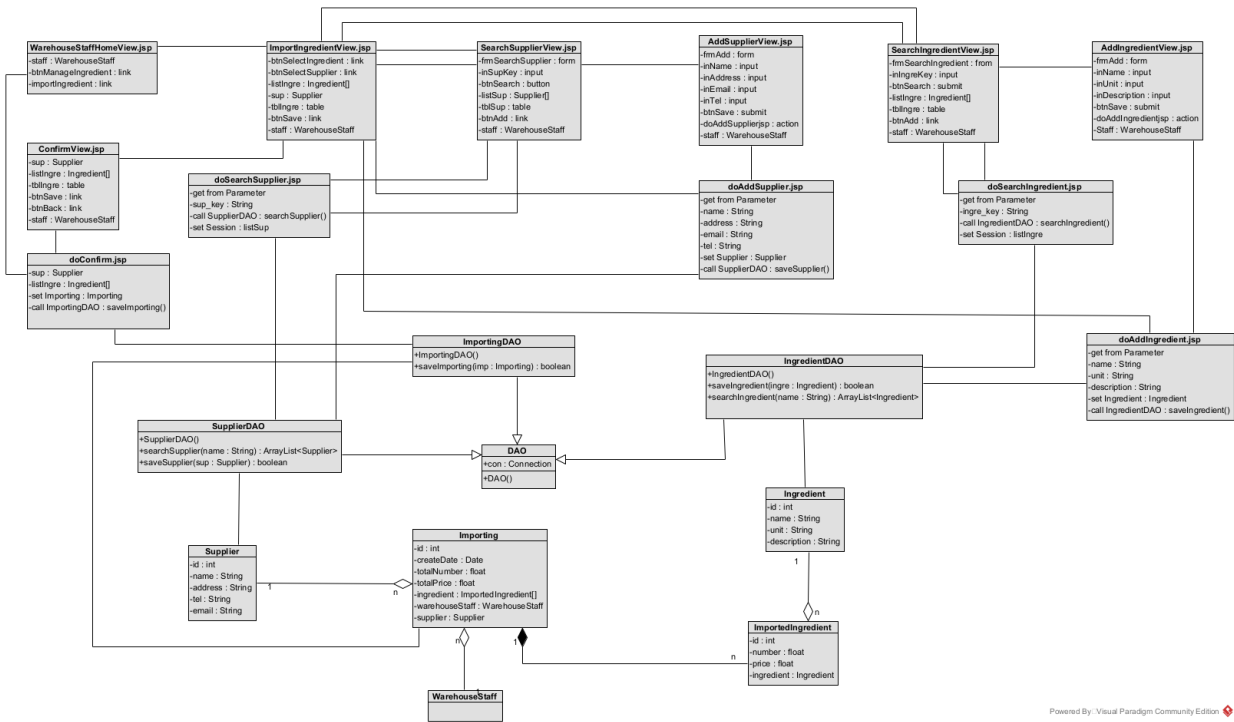 WarehouseStaffHomeView.jsp
-staff : WarehouseStaff
-btnManageIngredient : link
-importIngredient : link
ImportIngredientView.jsp
-btnSelectIngredient : link
-btnSelectSupplier : link
-listIngre : Ingredient[]
-sup : Supplier
-tblIngre : table
-btnSave : link
-staff : WarehouseStaff
SearchSupplierView.jsp
-frmSearchSupplier : form
-inSupKey : input
-btnSearch : button
-listSup : Supplier[]
-tblSup : table
-btnAdd : link
-staff : WarehouseStaff
AddSupplierView.jsp
-frmAdd : form
-inName : input
-inAddress : input
-inEmail : input
-inTel : input
-btnSave : submit
-doAddSupplierjsp : action
-staff : WarehouseStaff
SearchIngredientView.jsp
-frmSearchIngredient : from
-inIngreKey : input
-btnSearch : submit
-listIngre : Ingredient[]
-tblIngre : table
-btnAdd : link
-staff : WarehouseStaff
AddIngredientView.jsp
-frmAdd : form
-inName : input
-inUnit : input
-inDescription : input
-btnSave : submit
-doAddIngredientjsp : action
-Staff : WarehouseStaff
ConfirmView.jsp
-sup : Supplier
-listIngre : Ingredient[]
-tblIngre : table
-btnSave : link
-btnBack : link
-staff : WarehouseStaff
doSearchSupplier.jsp
-get from Parameter
-sup_key : String
-call SupplierDAO : searchSupplier()
-set Session : listSup
doAddSupplier.jsp
-get from Parameter
-name : String
-address : String
-email : String
-tel : String
-set Supplier : Supplier
-call SupplierDAO : saveSupplier()
doSearchIngredient.jsp
-get from Parameter
-ingre_key : String
-call IngredientDAO : searchIngredient()
-set Session : listIngre
doConfirm.jsp
-sup : Supplier
-listIngre : Ingredient[]
-set Importing : Importing
-call ImportingDAO : saveImporting()
ImportingDAO
+ImportingDAO()
+saveImporting(imp : Importing) : boolean
IngredientDAO
+IngredientDAO()
+saveIngredient(ingre : Ingredient) : boolean
+searchIngredient(name : String) : ArrayList<Ingredient>
doAddIngredient.jsp
-get from Parameter
-name : String
-unit : String
-description : String
-set Ingredient : Ingredient
-call IngredientDAO : saveIngredient()
SupplierDAO
+SupplierDAO()
+searchSupplier(name : String) : ArrayList<Supplier>
+saveSupplier(sup : Supplier) : boolean
DAO
+con : Connection
+DAO()
Ingredient
-id : int
-name : String
-unit : String
-description : String
Supplier
-id : int
-name : String
-address : String
-tel : String
-email : String
Importing
-id : int
-createDate : Date
-totalNumber : float
-totalPrice : float
-ingredient : ImportedIngredient[]
-warehouseStaff : WarehouseStaff
-supplier : Supplier
1
n
1
n
n
1
n
ImportedIngredient
-id : int
-number : float
-price : float
-ingredient : Ingredient
1
WarehouseStaff
Powered By Visual Paradigm Community Edition